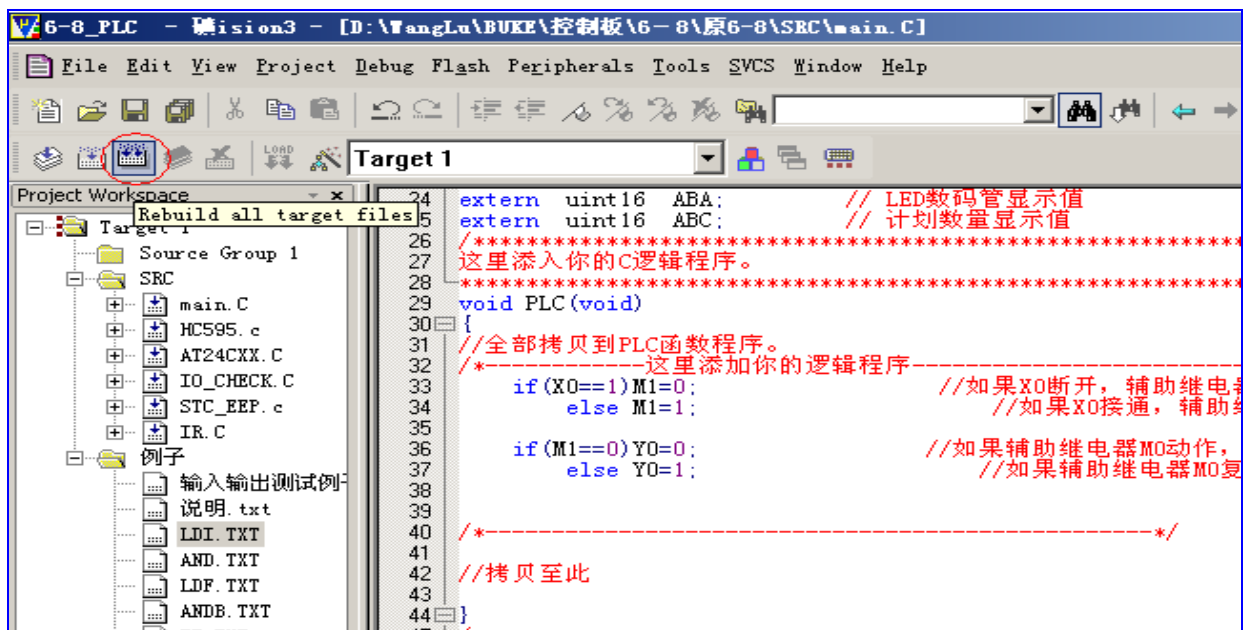 6-8_PLC - 礦ision3 - [D:\WangLu\BUKE\控制板\6-8\原6-8\SRC\main.C]
File Edit View Project Debug Flash Peripherals Tools SVCS Window Help
LOAD
Target 1
Project Workspace
Rebuild all target files
Target 1
Source Group 1
SRC
main.C
HC595.c
AT24CXX.C
IO_CHECK.C
STC_EEP.c
IR.C
例子
输入输出测试例子
说明.txt
LDI.TXT
AND.TXT
LDF.TXT
ANDB.TXT
24 extern uint16 ABA; // LED数码管显示值
25 extern uint16 ABC; // 计划数量显示值
26 /***********************************************************
27 这里添入你的C逻辑程序。
28 ************************************************************
29 void PLC(void)
30 {
31 //全部拷贝到PLC函数程序。
32 /*------------这里添加你的逻辑程序------------------------
33 if(X0==1)M1=0; //如果X0断开，辅助继电器
34 else M1=1; //如果X0接通，辅助继
35
36 if(M1==0)Y0=0; //如果辅助继电器M0动作，
37 else Y0=1; //如果辅助继电器M0复
38
39
40 /*--------------------------------------------------*/
41
42 //拷贝至此
43
44 }